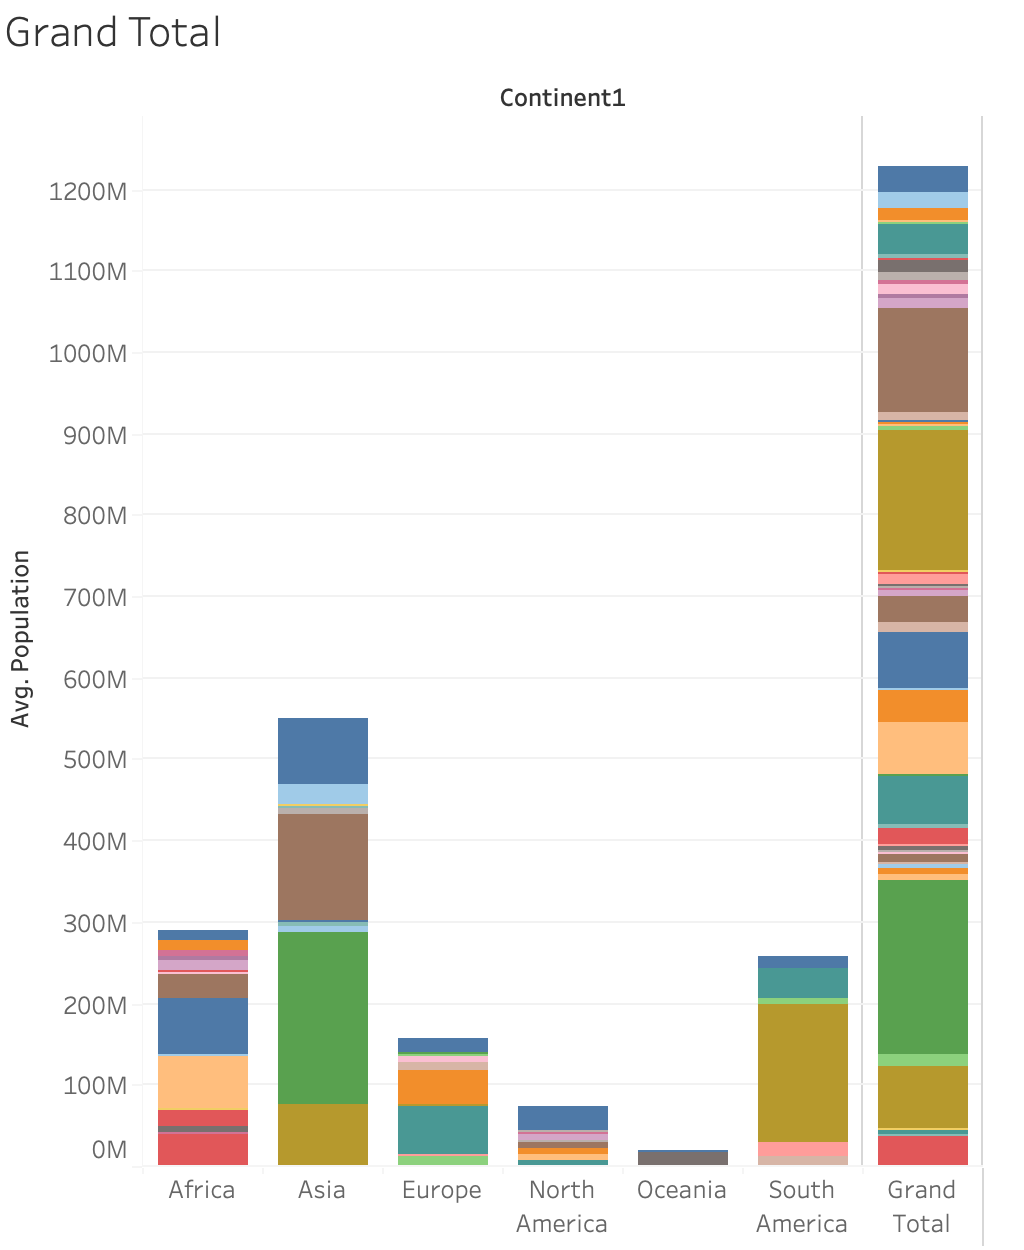 Grand Total
Continent1
1200M
1100M
1000M
900M
800M
700M
600M
500M
400M
300M
200M
100M
0M
Avg. Population
Africa
Asia
Europe
North
America
Oceania
South
America
Grand
Total